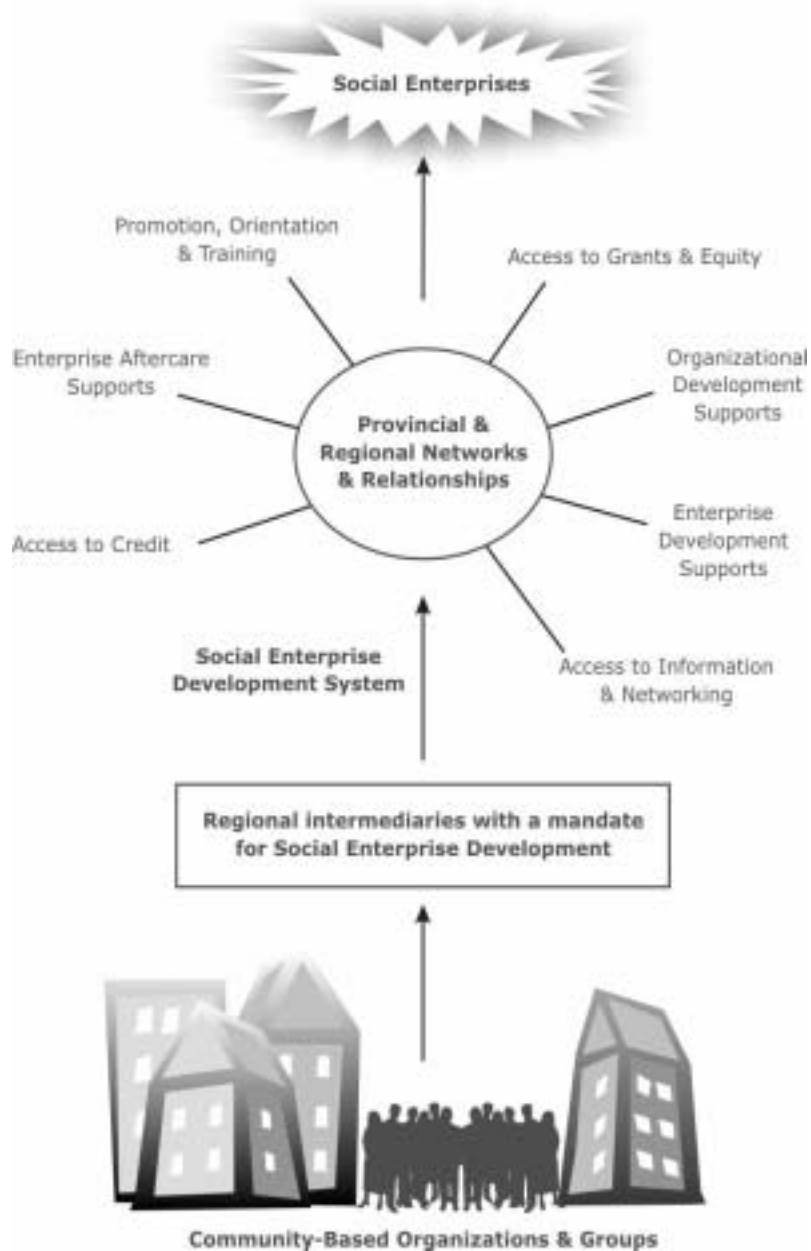 Social Enterprises
Promotion, Orientation
& Training
Access to Grants & Equity
Enterprise Aftercare
Supports
Organizational
Development
Supports
Provincial &
Regional Networks
& Relationships
Access to Credit
Enterprise
Development
Supports
Social Enterprise
Development System
Access to Information
& Networking
Regional intermediaries with a mandate
for Social Enterprise Development
Community-Based Organizations & Groups